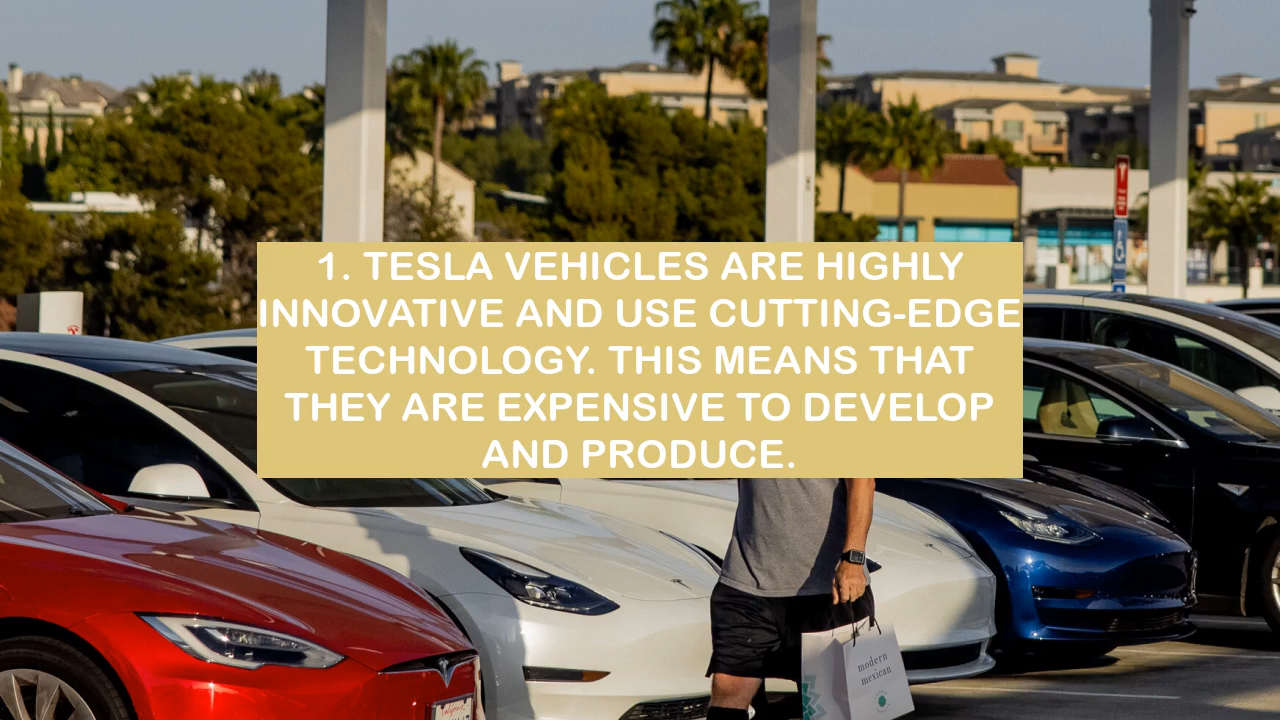 1. TESLA VEHICLES ARE HIGHLY
INNOVATIVE AND USE CUTTING-EDGE
TECHNOLOGY. THIS MEANS THAT
THEY ARE EXPENSIVE TO DEVELOP
AND PRODUCE.
modern
mexican